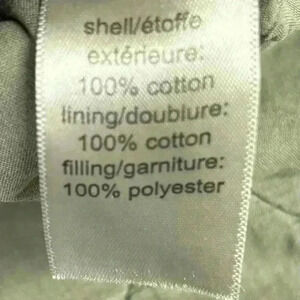 shell/étoffe
extérieure:
100% cotton
lining/doublure:
100% cotton
filling/garniture:
100% polyester